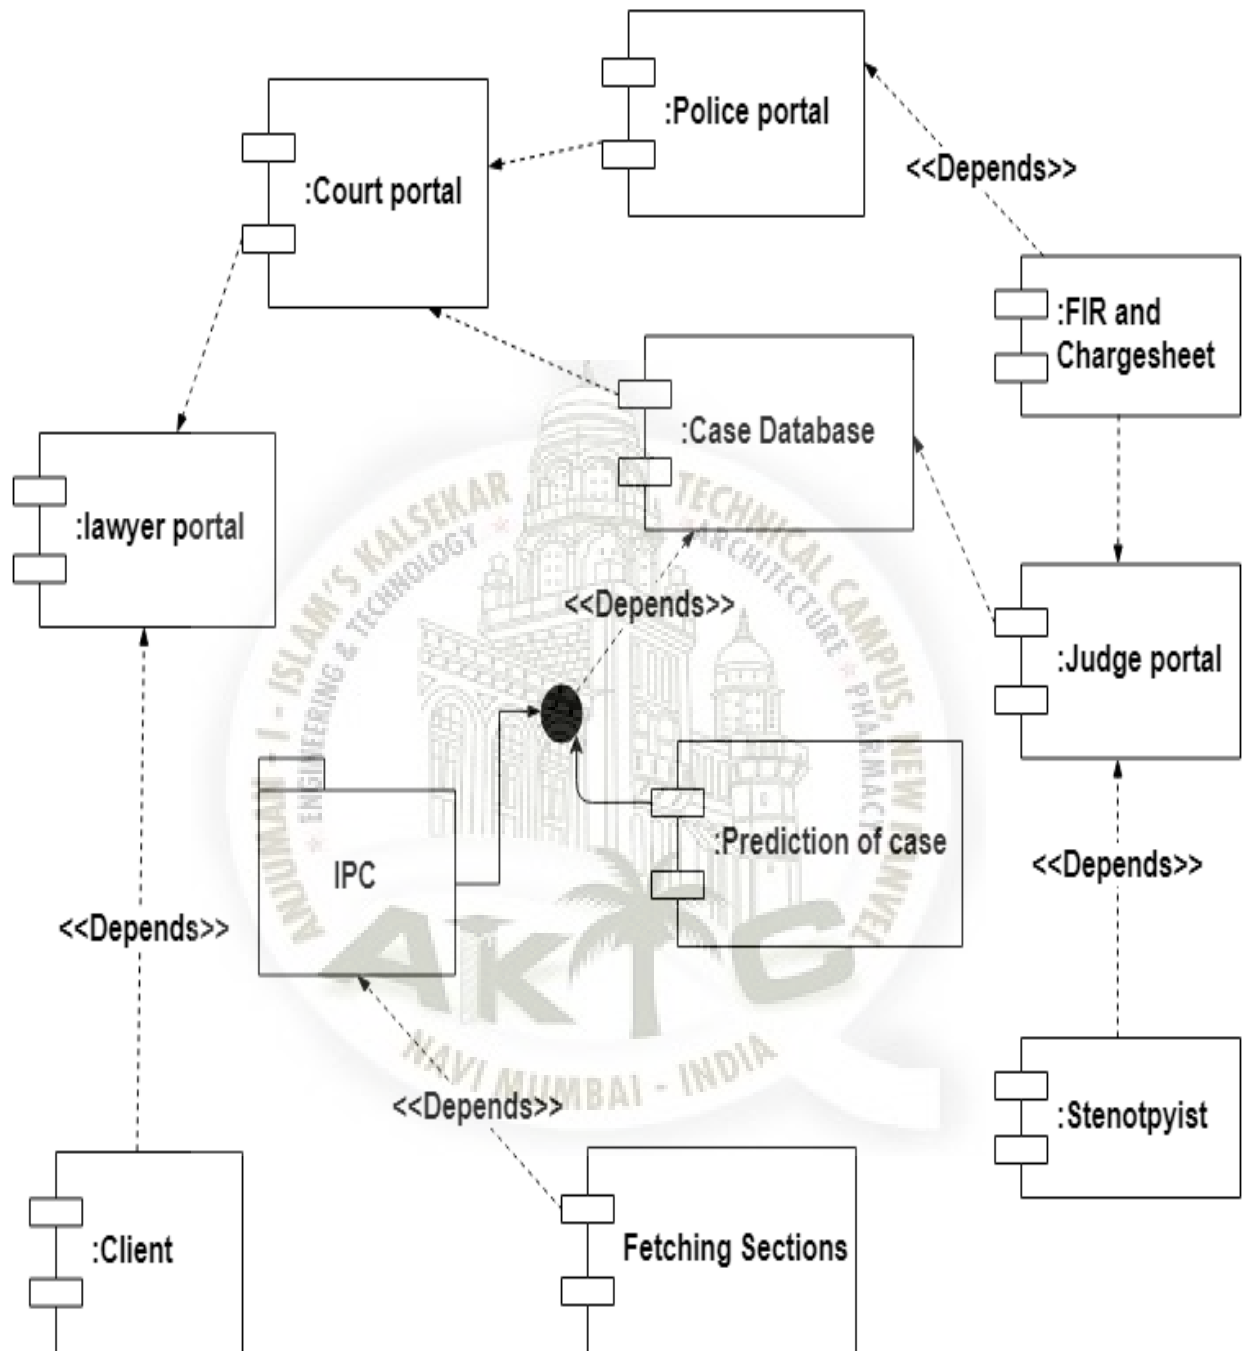 :Police portal
<<Depends>>
:Court portal
:FIR and
Chargesheet
:Case Database
:lawyer portal
<<Depends>>
:Judge portal
:Prediction of case
IPC
<<Depends>>
<<Depends>>
<<Depends>>
:Stenotpyist
:Client
Fetching Sections
ANJUMAN - I - ISLAM'S KALSEKAR TECHNICAL CAMPUS, NEW PANVEL
ENGINEERING & TECHNOLOGY * ARCHITECTURE * PHARMACY
AKTC
NAVI MUMBAI - INDIA